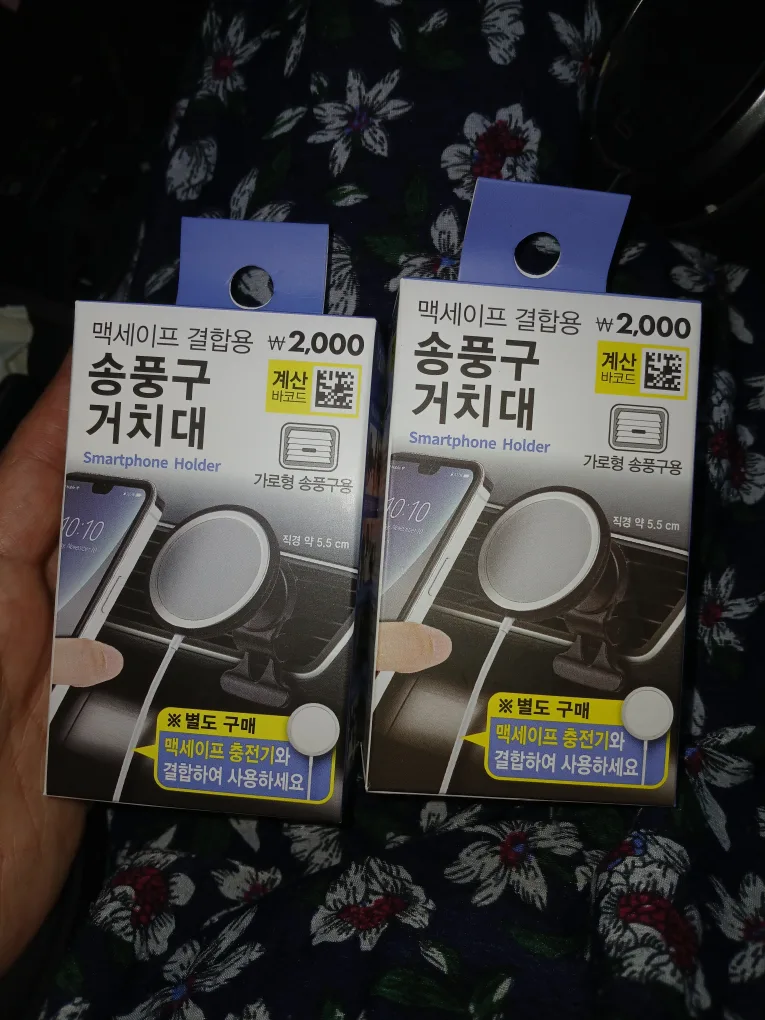 맥세이프 결합용
₩2,000
송풍구
거치대
계산
바코드
Smartphone Holder
가로형 송풍구용
10:10
직경 약 5.5 cm
※ 별도 구매
맥세이프 충전기와
결합하여 사용하세요
맥세이프 결합용
₩2,000
송풍구
거치대
계산
바코드
Smartphone Holder
가로형 송풍구용
10:10
직경 약 5.5 cm
※ 별도 구매
맥세이프 충전기와
결합하여 사용하세요